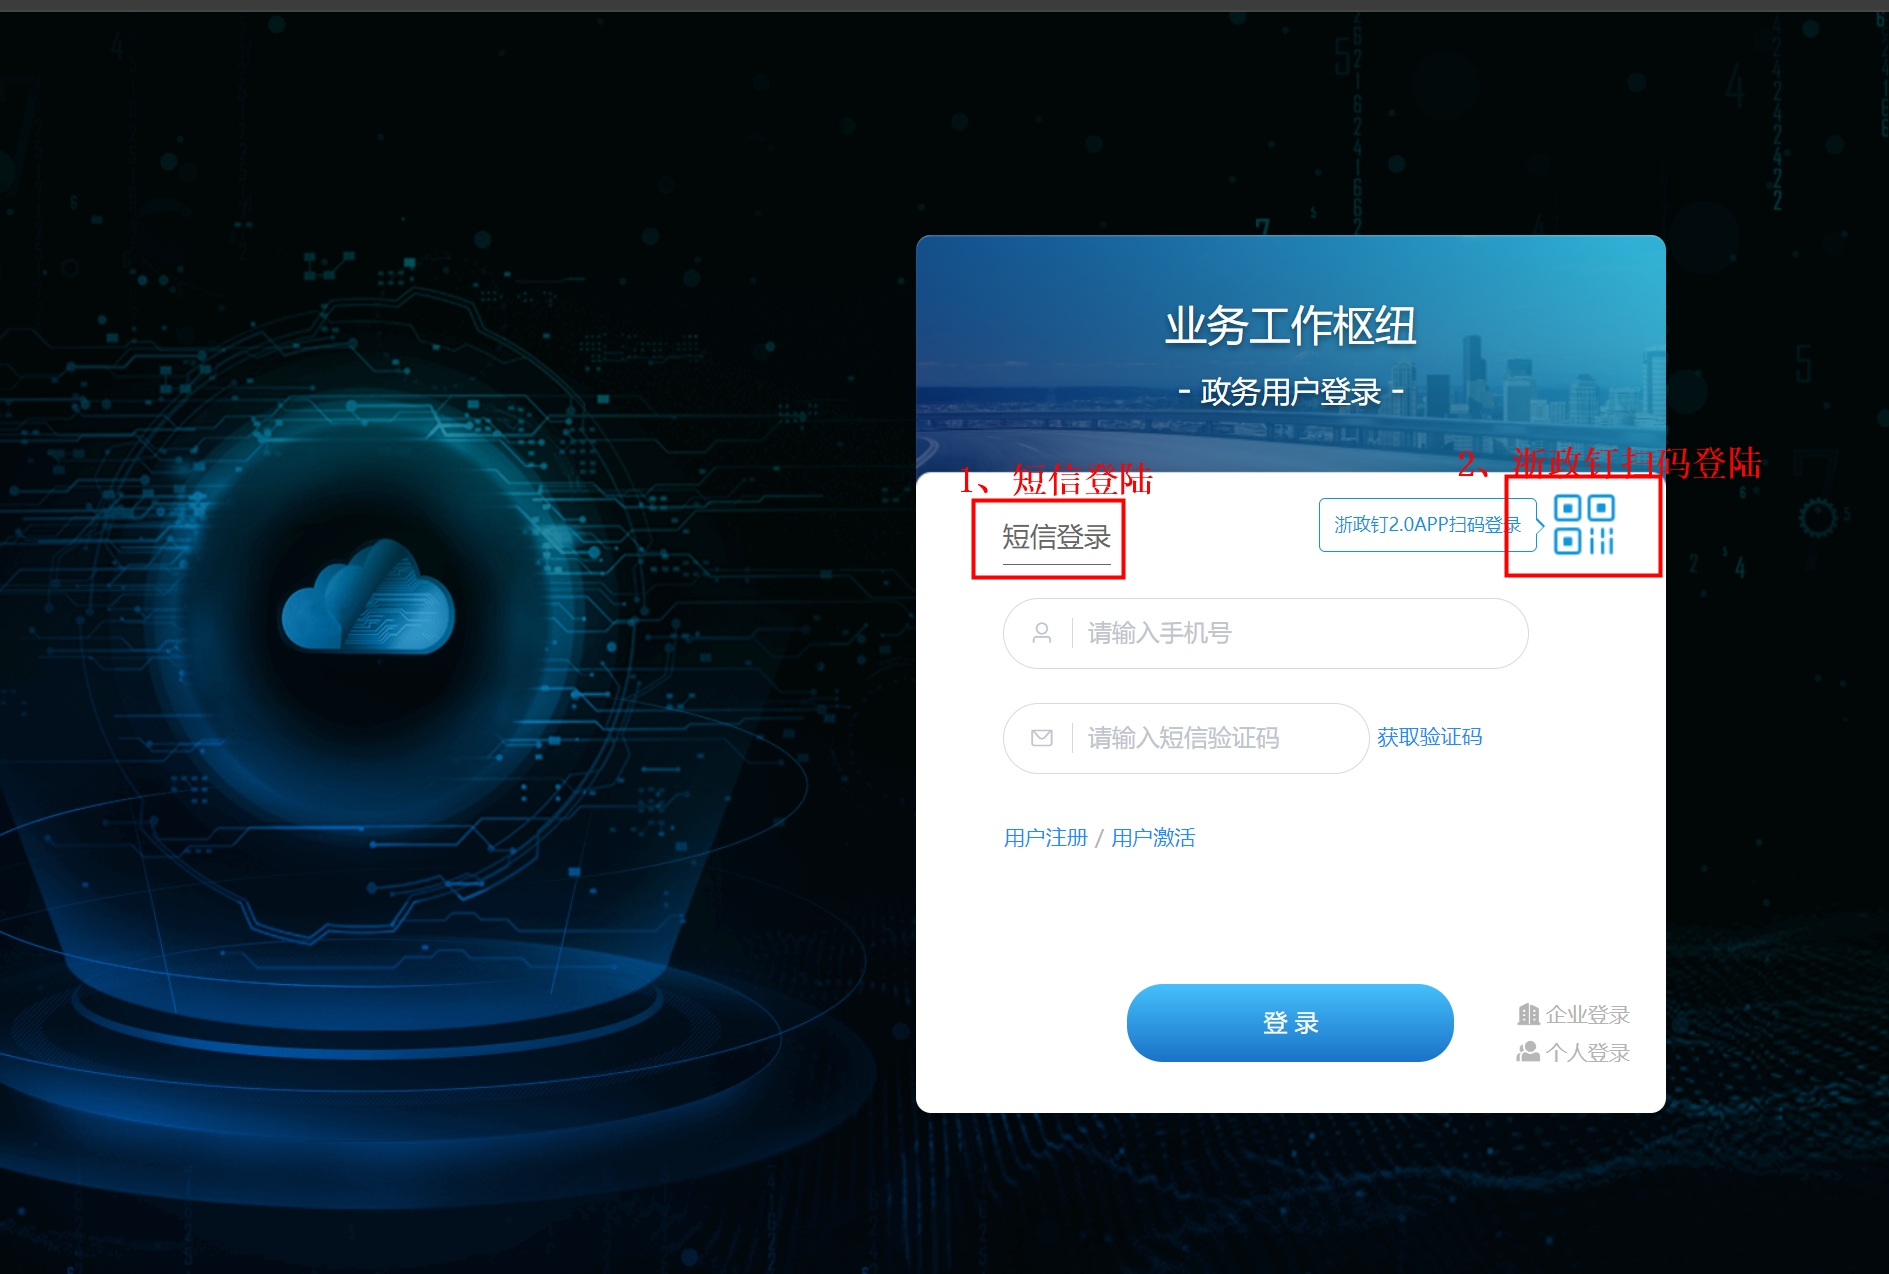 业务工作枢纽
- 政务用户登录 -
1、短信登陆
2、浙政钉扫码登陆
短信登录
浙政钉2.0APP扫码登录
请输入手机号
请输入短信验证码
获取验证码
用户注册 / 用户激活
登 录
企业登录
个人登录